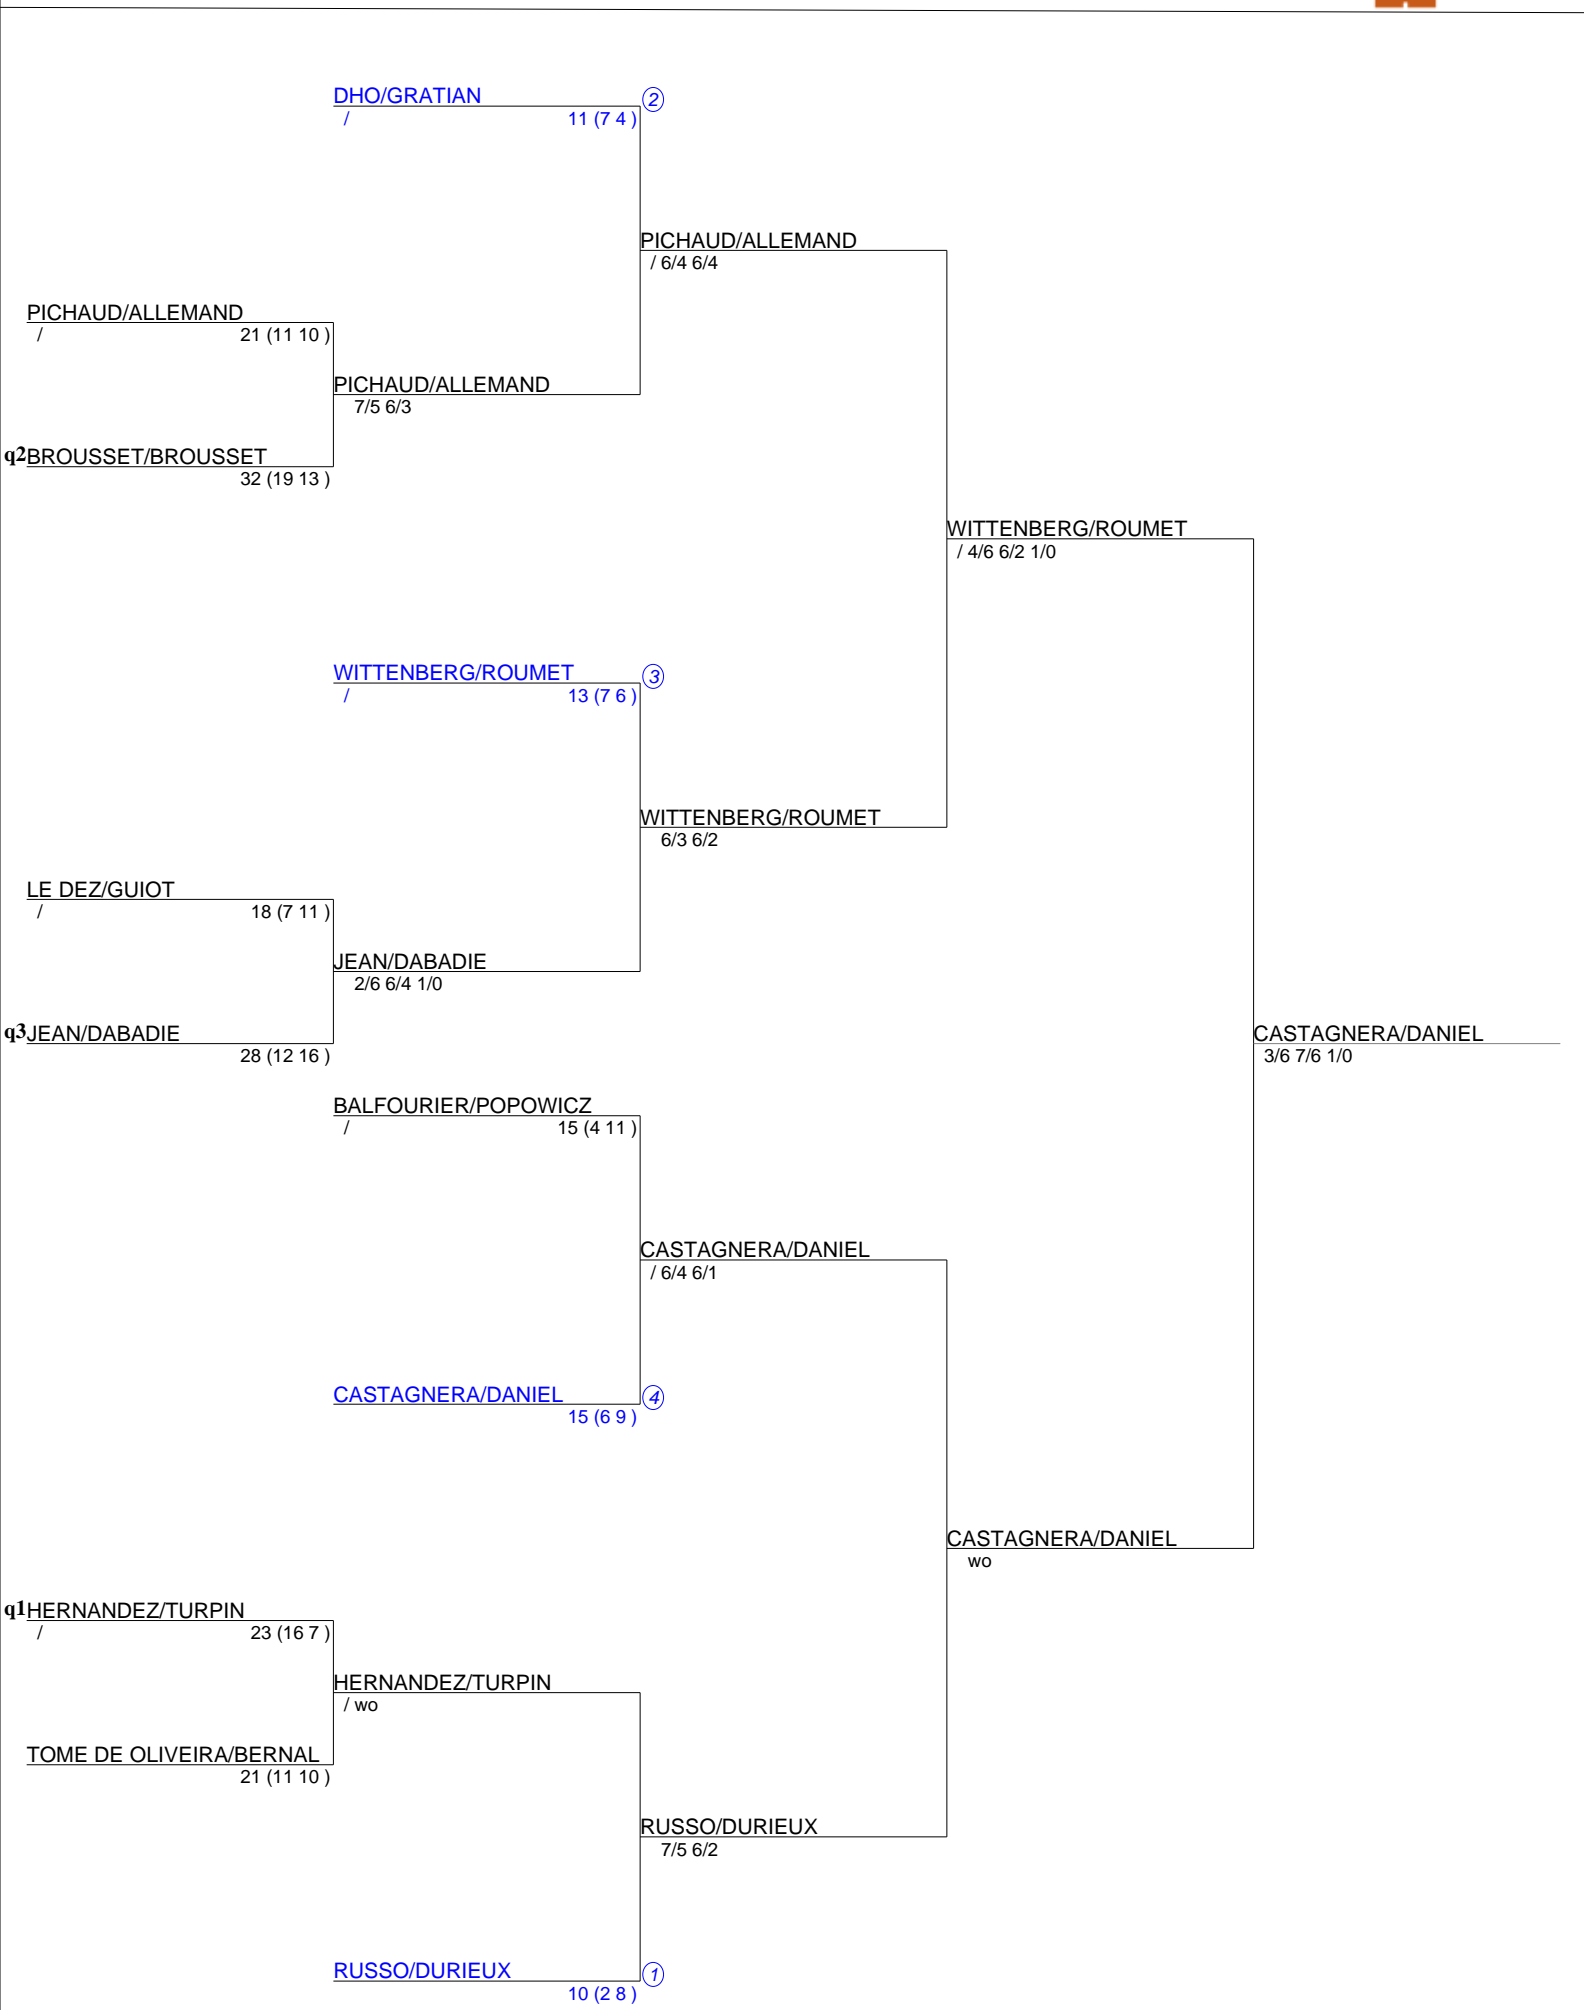 DHO/GRATIAN
2
/ 11 (7 4 )
PICHAUD/ALLEMAND
/ 6/4 6/4
PICHAUD/ALLEMAND
/ 21 (11 10 )
PICHAUD/ALLEMAND
7/5 6/3
q2 BROUSSET/BROUSSET
32 (19 13 )
WITTENBERG/ROUMET
/ 4/6 6/2 1/0
WITTENBERG/ROUMET
3
/ 13 (7 6 )
WITTENBERG/ROUMET
6/3 6/2
LE DEZ/GUIOT
/ 18 (7 11 )
JEAN/DABADIE
2/6 6/4 1/0
q3 JEAN/DABADIE
28 (12 16 )
CASTAGNERA/DANIEL
3/6 7/6 1/0
BALFOURIER/POPOWICZ
/ 15 (4 11 )
CASTAGNERA/DANIEL
/ 6/4 6/1
CASTAGNERA/DANIEL
4
15 (6 9 )
CASTAGNERA/DANIEL
wo
q1 HERNANDEZ/TURPIN
/ 23 (16 7 )
HERNANDEZ/TURPIN
/ wo
TOME DE OLIVEIRA/BERNAL
21 (11 10 )
RUSSO/DURIEUX
7/5 6/2
RUSSO/DURIEUX
1
10 (2 8 )